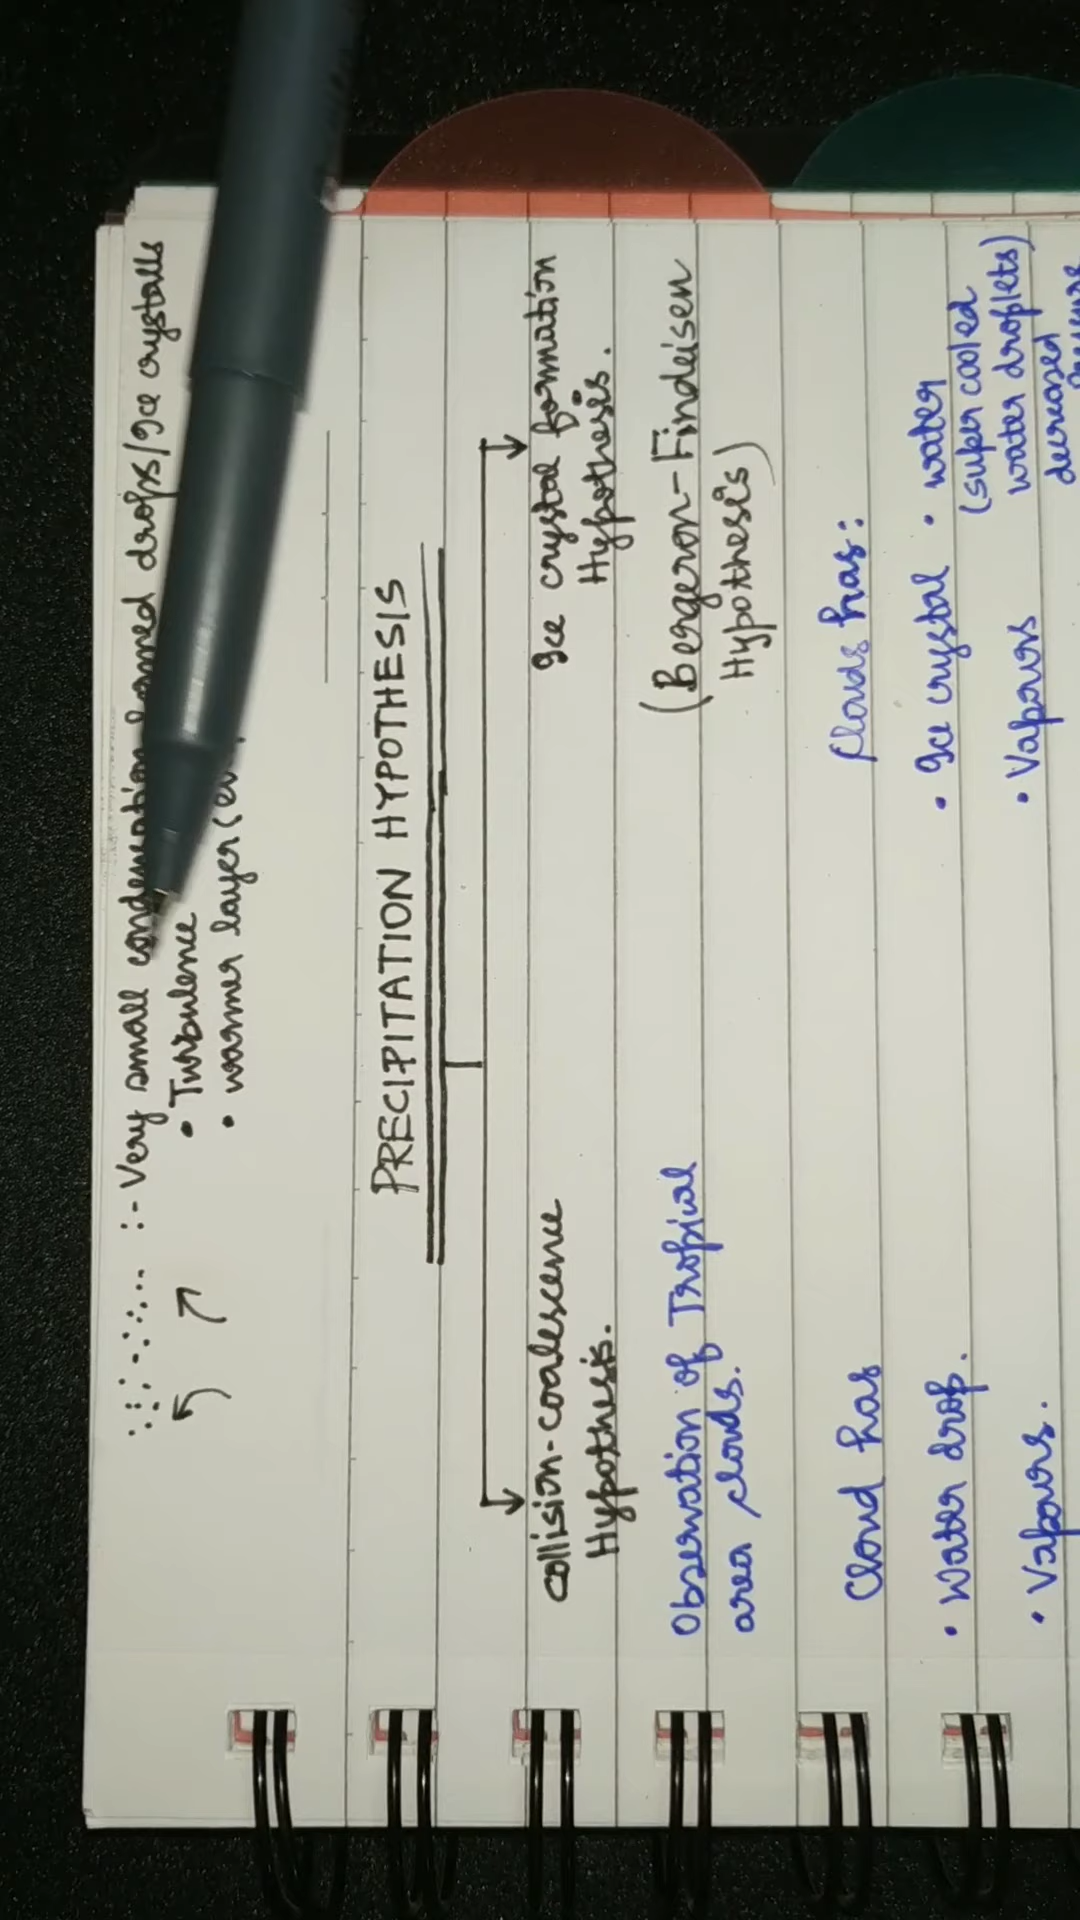 :- Very small condensation formed drops/Ice crystalls
• Turbulence
• warmer layer (
PRECIPITATION HYPOTHESIS
Collision-coalescence
Hypothesis.
Ice crystal formation
Hypothesis.
Observation of Tropical
area clouds.
(Bergeron-Findeisen
Hypothesis)
Cloud has
• Water drop.
• Vapours.
Clouds has:
• Ice crystal • water
(super cooled
water droplets)
• Vapours
decreased